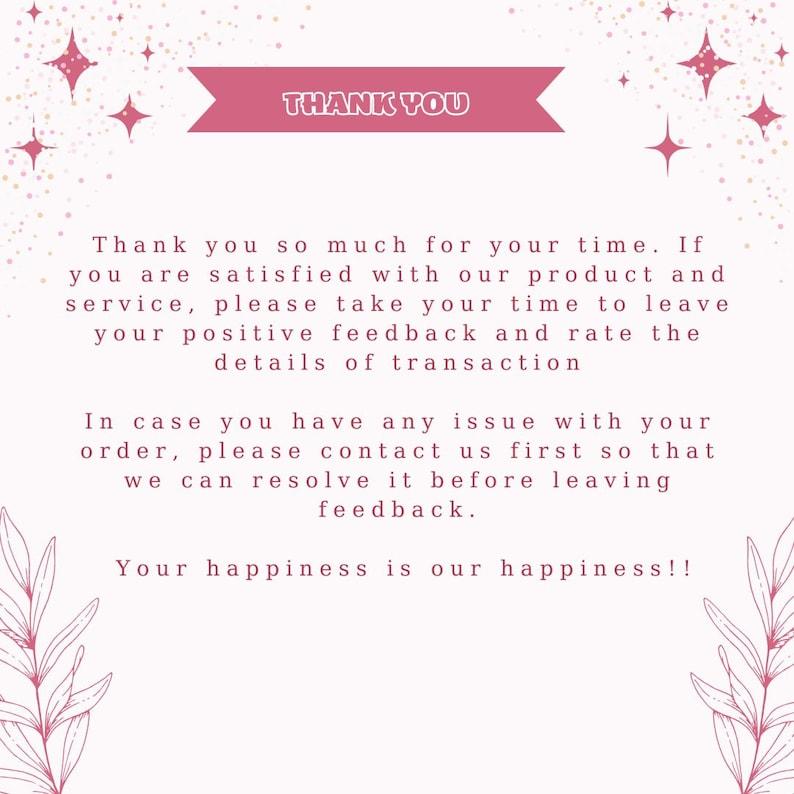 THANK YOU
Thank you so much for your time. If
you are satisfied with our product and
service, please take your time to leave
your positive feedback and rate the
details of transaction
In case you have any issue with your
order, please contact us first so that
we can resolve it before leaving
feedback.
Your happiness is our happiness!!